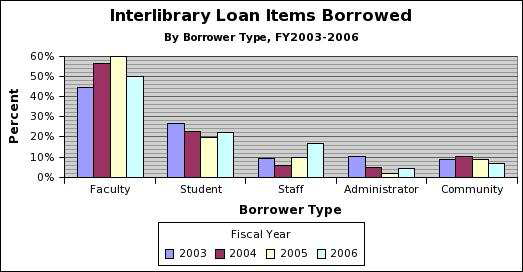 Interlibrary Loan Items Borrowed
By Borrower Type, FY2003-2006
Percent
60%
50%
40%
30%
20%
10%
0%
Faculty Student Staff Administrator Community
Borrower Type
Fiscal Year
2003 2004 2005 2006